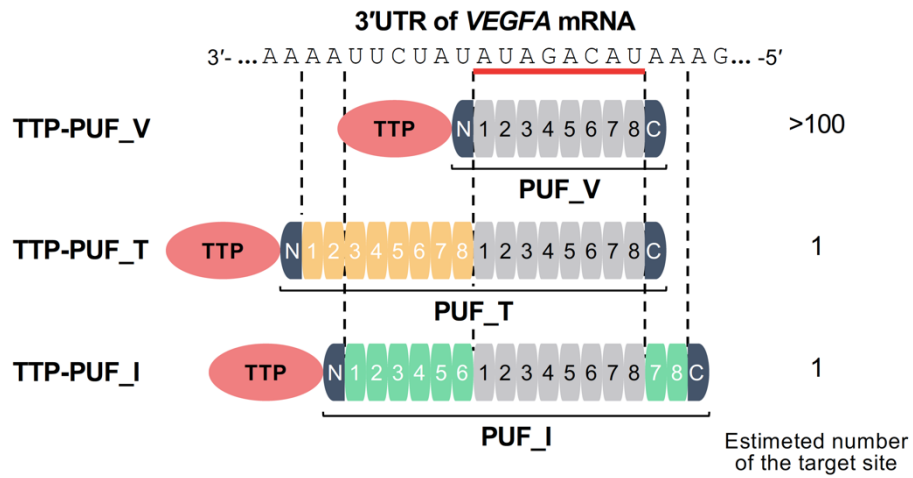 3′UTR of VEGFA mRNA
3′- ... A A A A U U C U A U A U A G A C A U A A A G... -5′
TTP-PUF_V TTP N 1 2 3 4 5 6 7 8 C >100
PUF_V
TTP-PUF_T TTP N 1 2 3 4 5 6 7 8 1 2 3 4 5 6 7 8 C 1
PUF_T
TTP-PUF_I TTP N 1 2 3 4 5 6 1 2 3 4 5 6 7 8 7 8 C 1
PUF_I
Estimeted number
of the target site